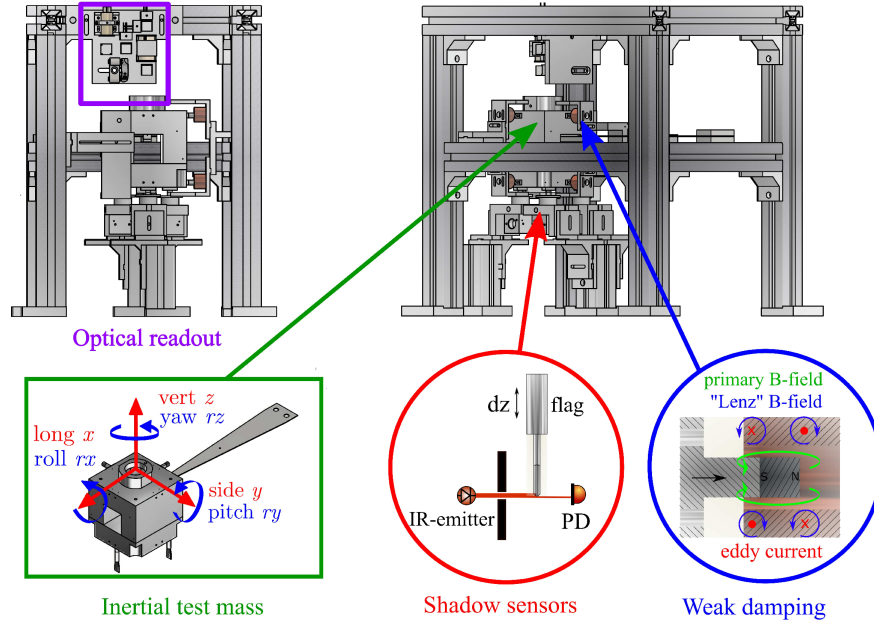 Optical readout
vert z
yaw rz
long x
roll rx
side y
pitch ry
Inertial test mass
dz
flag
IR-emitter
PD
Shadow sensors
primary B-field
"Lenz" B-field
x
S N
x
eddy current
Weak damping